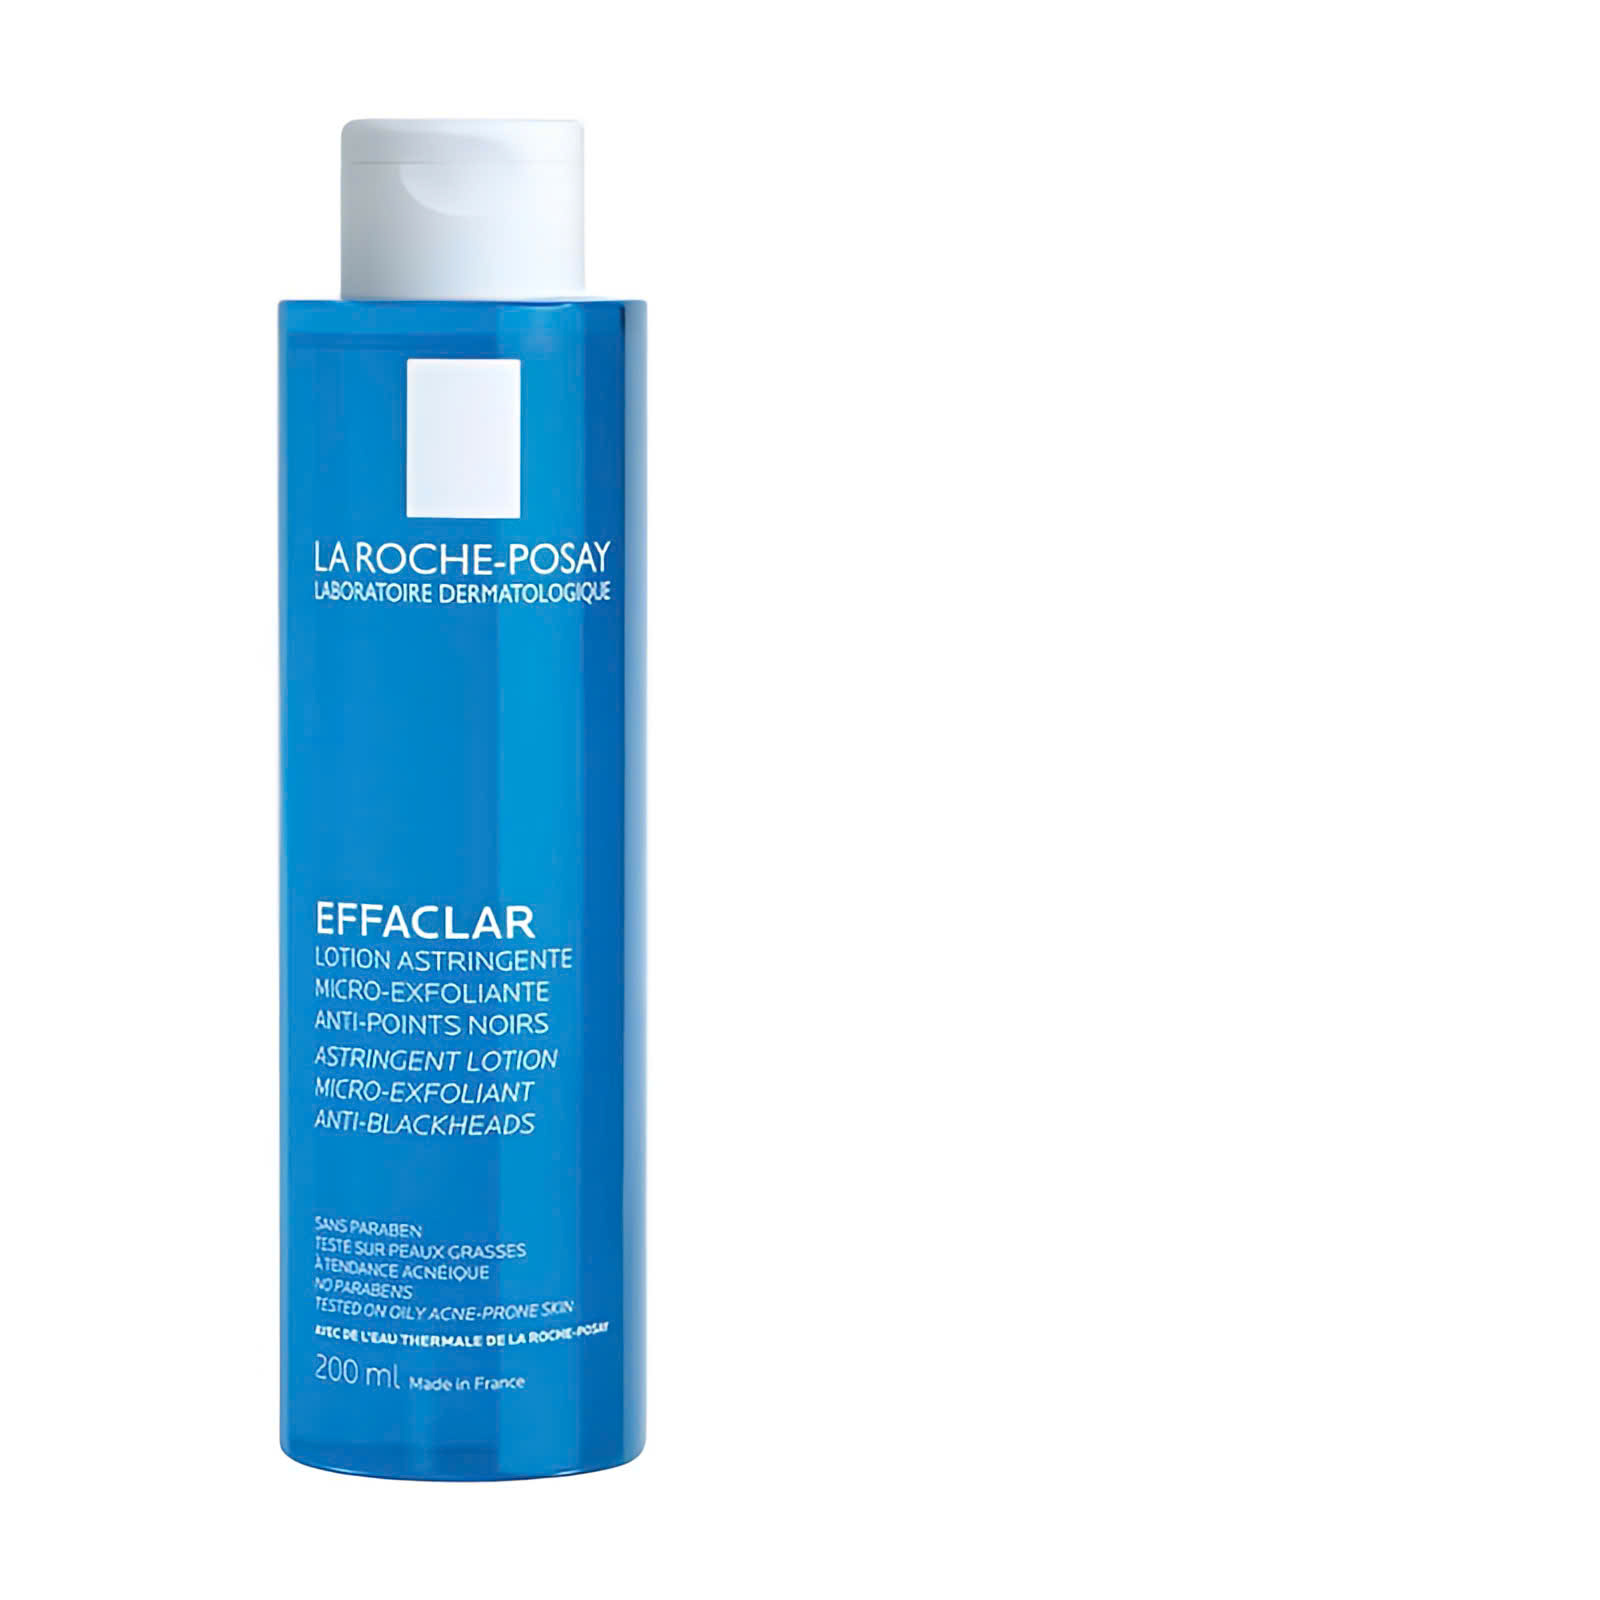 LA ROCHE-POSAY
LABORATOIRE DERMATOLOGIQUE
EFFACLAR
LOTION ASTRINGENTE
MICRO-EXFOLIANTE
ANTI-POINTS NOIRS
ASTRINGENT LOTION
MICRO-EXFOLIANT
ANTI-BLACKHEADS
SANS PARABEN
TESTÉ SUR PEAUX GRASSES
À TENDANCE ACNÉIQUE
NO PARABENS
TESTED ON OILY ACNE-PRONE SKIN
AVEC DE L'EAU THERMALE DE LA ROCHE-POSAY
200 ml Made in France